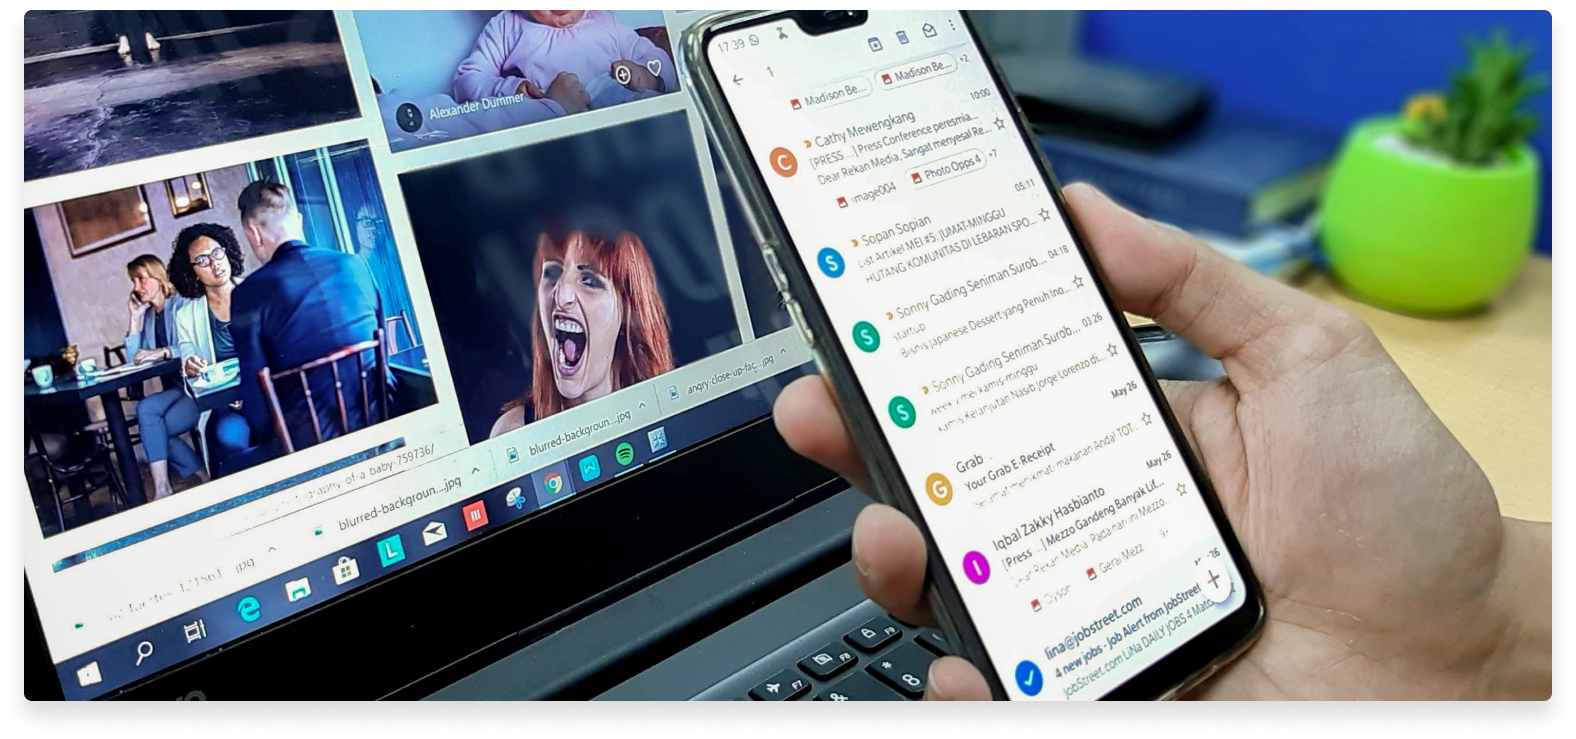 Alexander Dummer
graphy-of-a-baby-759736/
blurred-backgroun...jpg
blurred-backgroun...jpg
angry-close-up-fac...jpg
.jpg
L
17.39
1
Madison Be...
Madison Be...
+2
10:00
C
Cathy Mewengkang
[PRESS ...] Press Conference peresmia...
Dear Rekan Media, Sangat menyesal Re...
image004
Photo Opps 4
+7
05:11
S
Sopan Sopian
List Artikel MEI #5, JUMAT-MINGGU
HUTANG KOMUNITAS DI LEBARAN SPO...
04:18
S
Sonny Gading Seniman Surob...
startup
Bisnis Japanese Dessert yang Penuh Ino...
03:26
S
Sonny Gading Seniman Surob...
week mei kamis-minggu
Kamis Kelanjutan Nasib Jorge Lorenzo di...
May 26
G
Grab
Your Grab E-Receipt
Selamat menikmati makanan Anda! TOT...
May 26
I
Iqbal Zakky Hasbianto
[Press ...] Mezzo Gandeng Banyak Lif...
Dear Rekan Media, Pada hari ini Mezzo...
Dyson
Gerai Mezz
26
lina@jobstreet.com
4 new jobs - Job Alert from JobStreet
JobStreet.com LiNa DAILY JOBS 4 Matc
F7
F8
F9
&
*
8